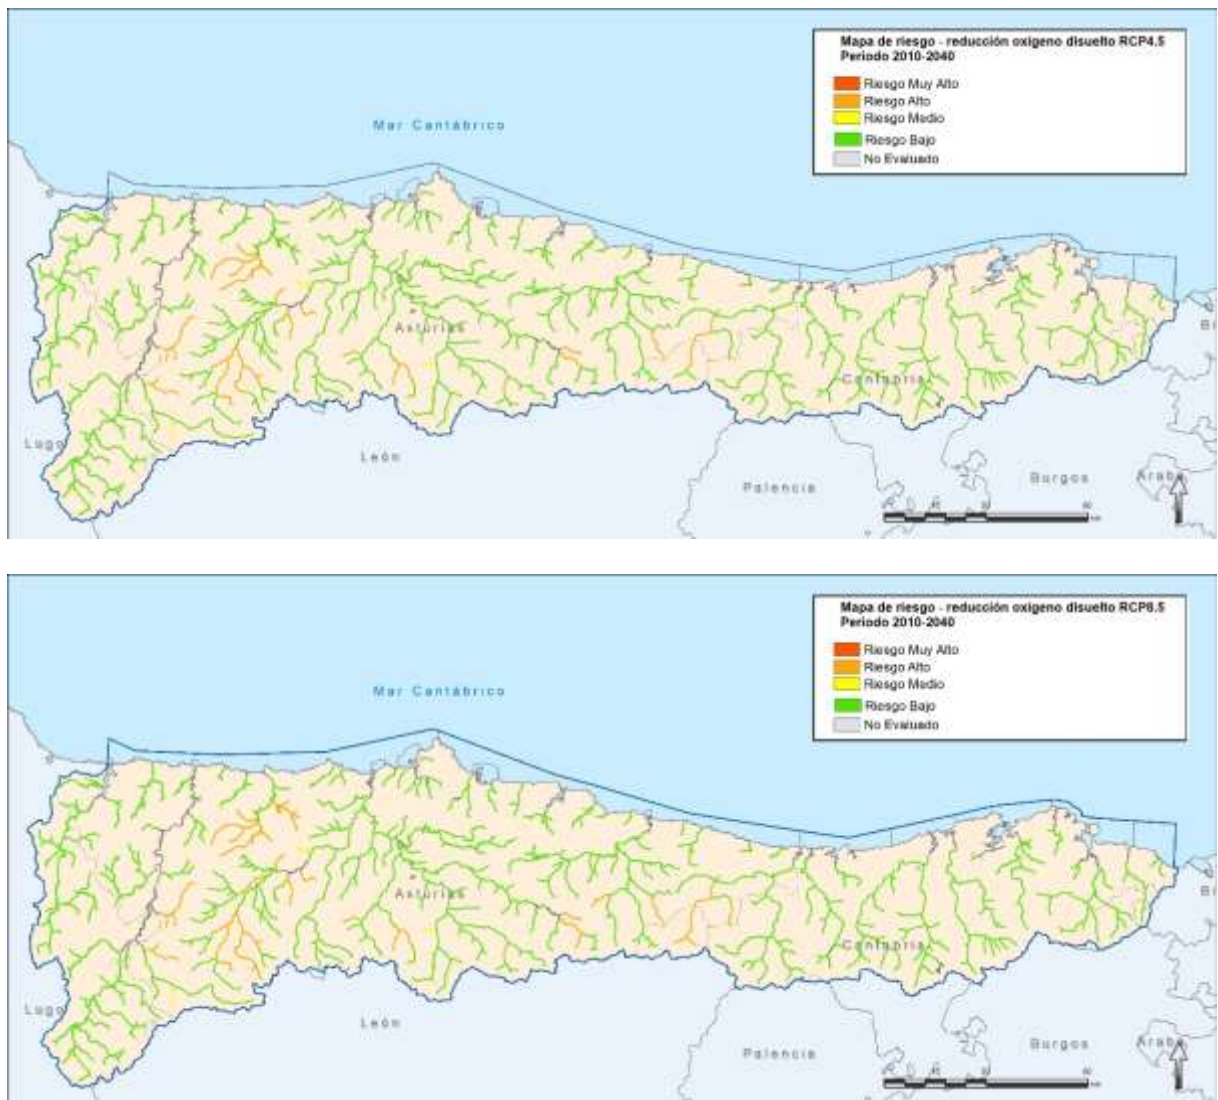 Mapa de riesgo - reducción oxigeno disuelto RCP4.5
Periodo 2010-2040
Riesgo Muy Alto
Riesgo Alto
Riesgo Medio
Riesgo Bajo
No Evaluado
Mar Cantábrico
Asturias
Cantabria
Lugo
León
Palencia
Burgos
Araba
Bi
Mapa de riesgo - reducción oxigeno disuelto RCP8.5
Periodo 2010-2040
Riesgo Muy Alto
Riesgo Alto
Riesgo Medio
Riesgo Bajo
No Evaluado
Mar Cantábrico
Asturias
Cantabria
Lugo
León
Palencia
Burgos
Araba
Bi